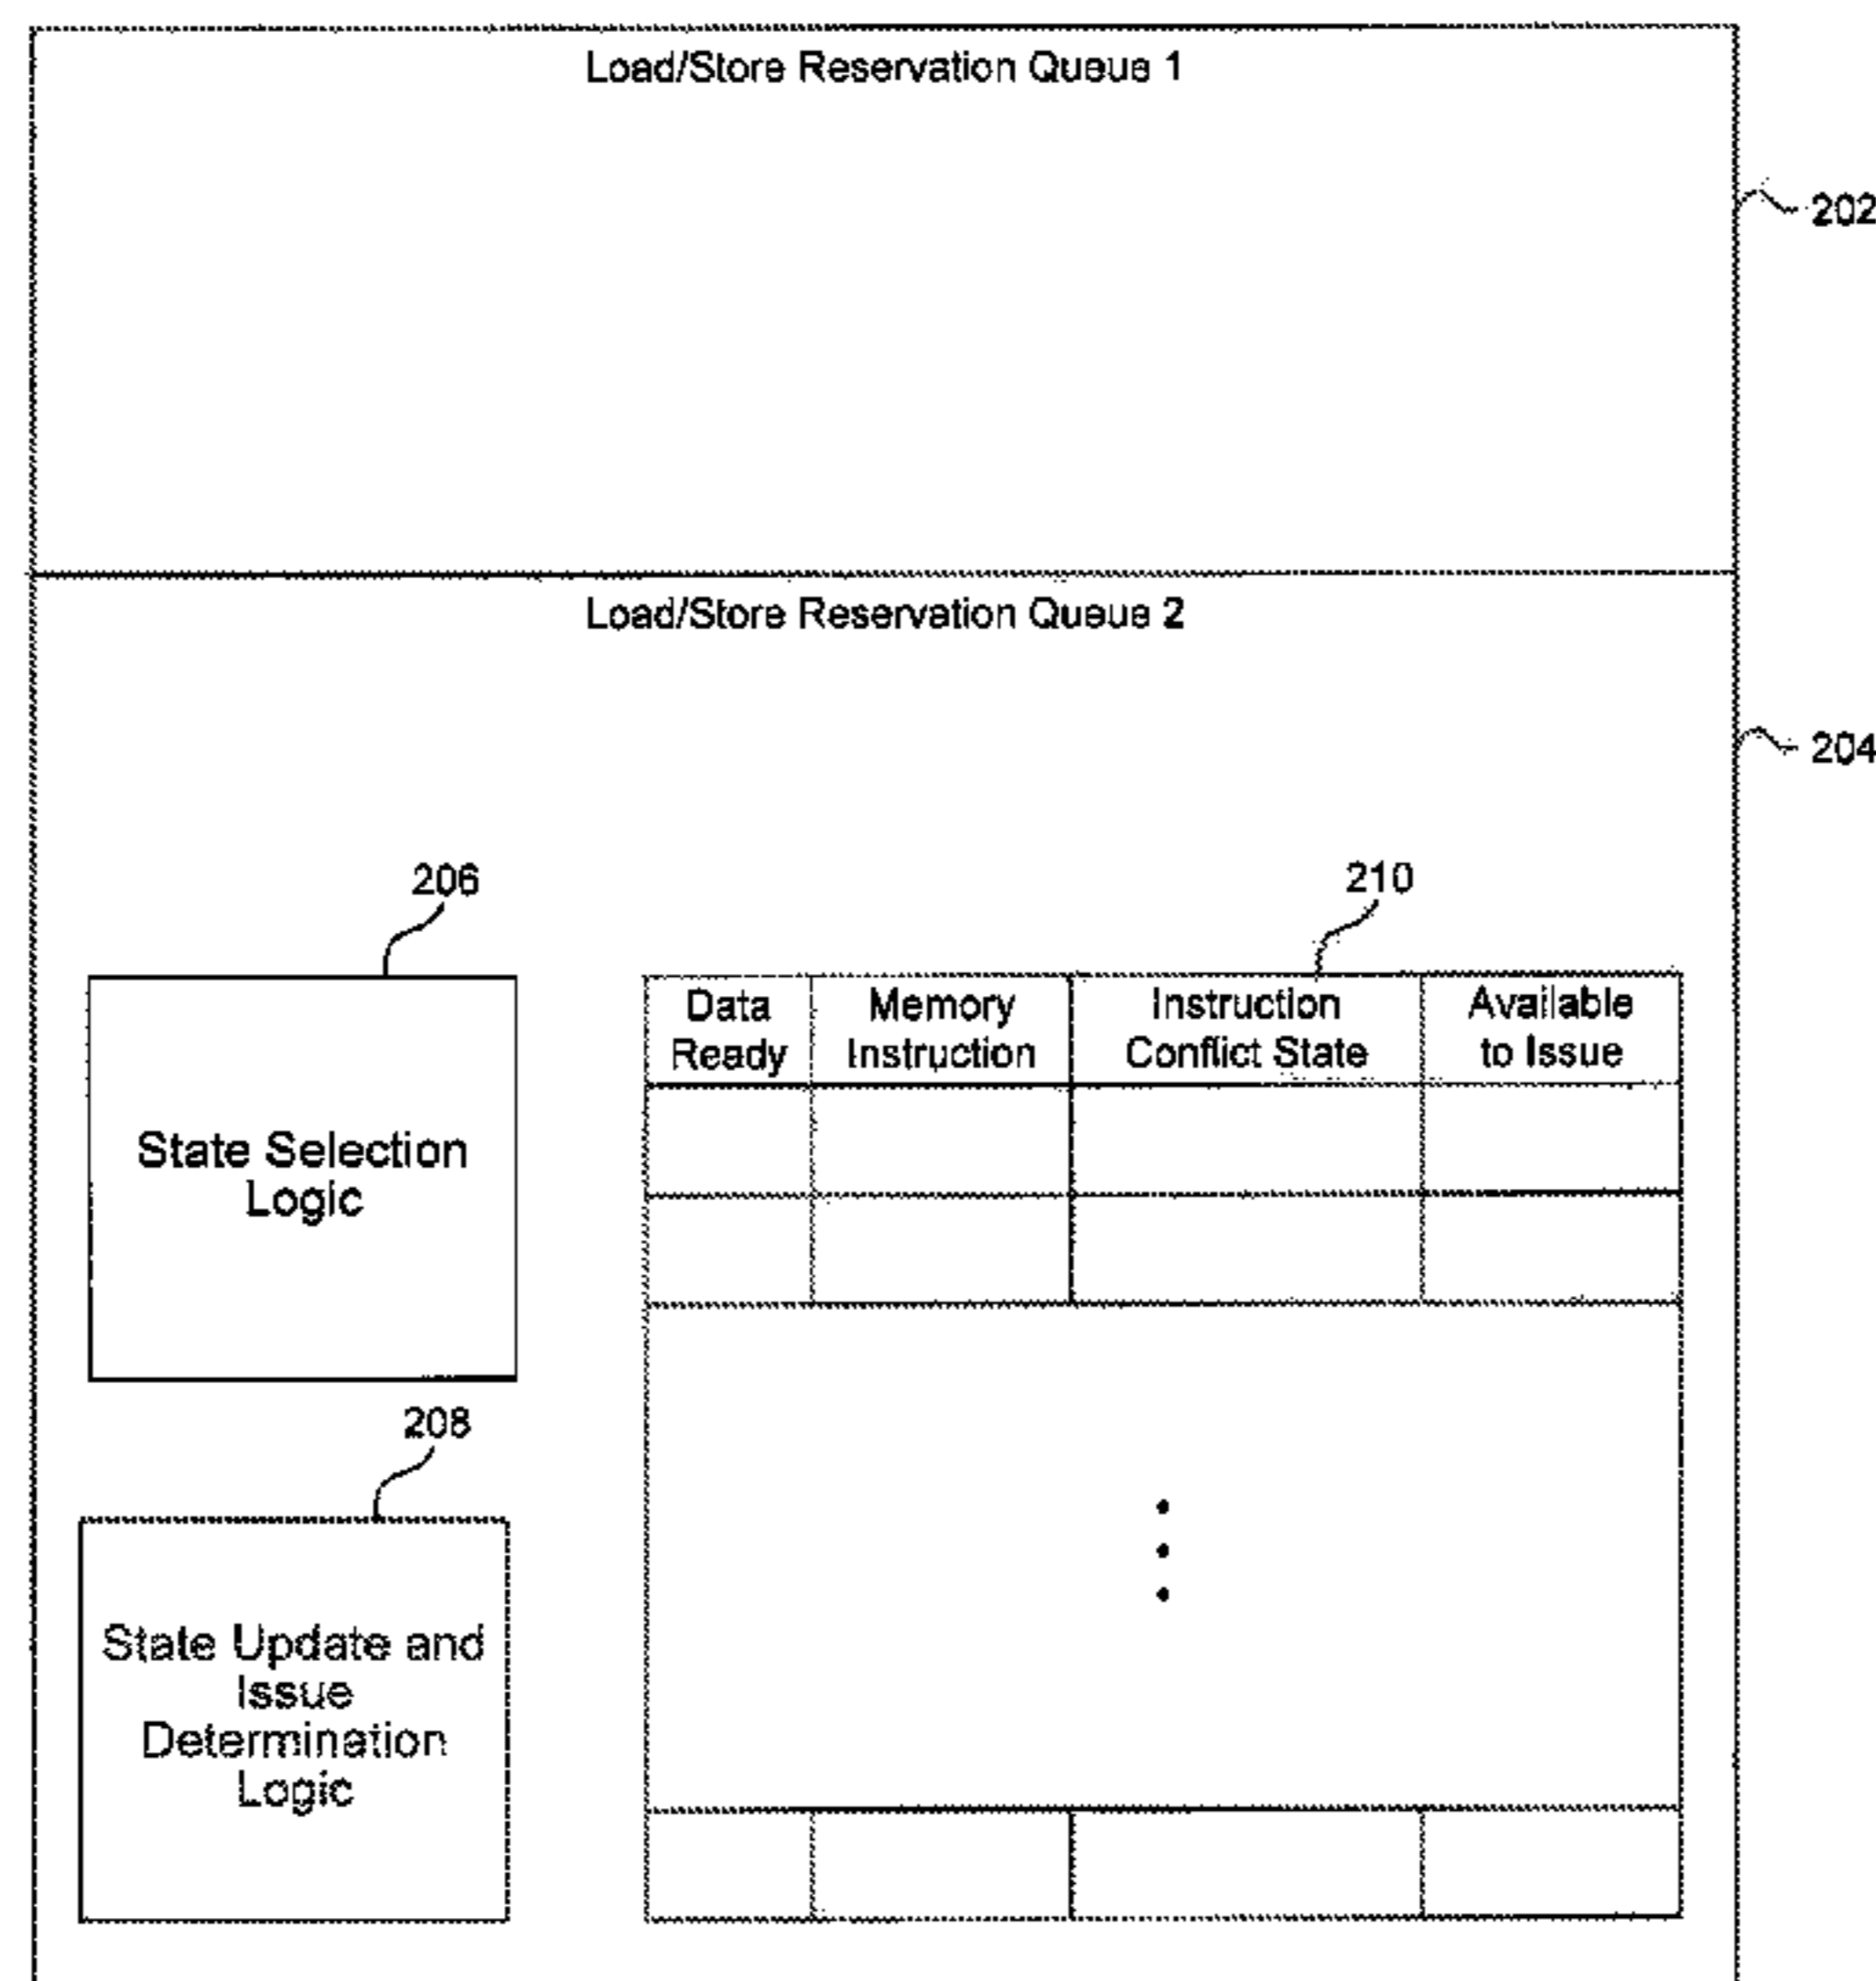 Load/Store Reservation Queue 1
202
Load/Store Reservation Queue 2
204
206
210
Data Ready
Memory Instruction
Instruction Conflict State
Available to Issue
State Selection
Logic
208
State Update and
Issue
Determination
Logic